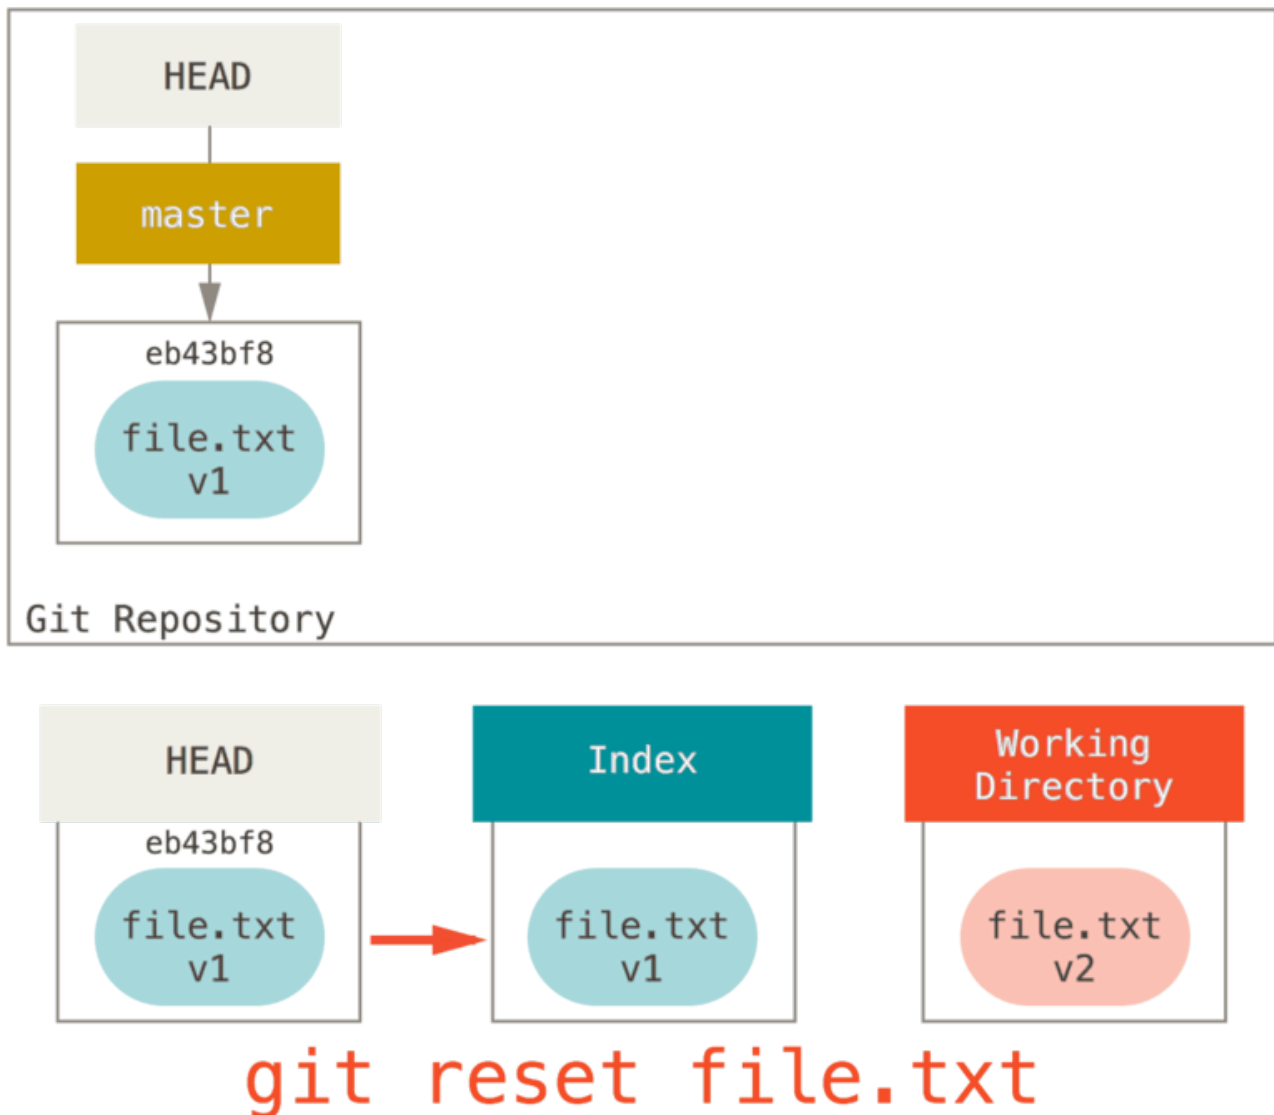 HEAD
master
eb43bf8
file.txt
v1
Git Repository
HEAD
eb43bf8
file.txt
v1
Index
file.txt
v1
Working
Directory
file.txt
v2
git reset file.txt